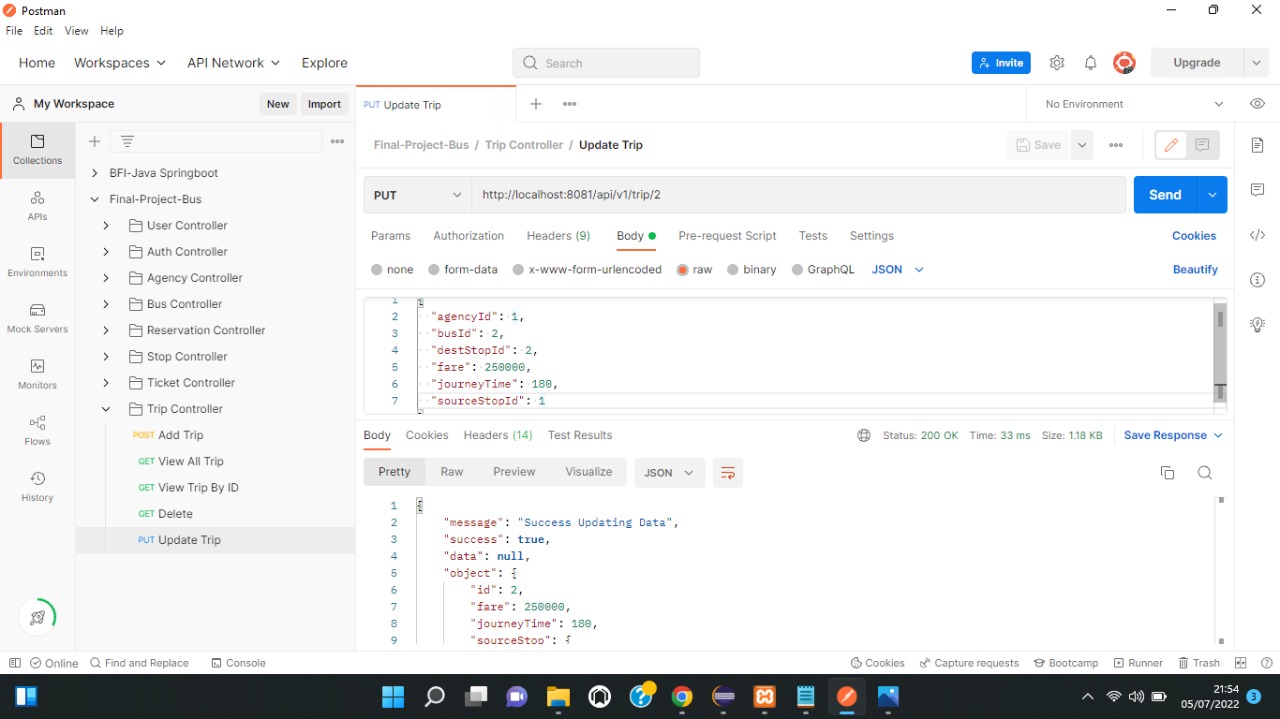 Postman
File Edit View Help
Home Workspaces API Network Explore Search Invite Upgrade
My Workspace New Import PUT Update Trip No Environment
Collections
APIs
Environments
Mock Servers
Monitors
Flows
History
BFI-Java Springboot
Final-Project-Bus
User Controller
Auth Controller
Agency Controller
Bus Controller
Reservation Controller
Stop Controller
Ticket Controller
Trip Controller
POST Add Trip
GET View All Trip
GET View Trip By ID
GET Delete
PUT Update Trip
Final-Project-Bus / Trip Controller / Update Trip Save
PUT http://localhost:8081/api/v1/trip/2 Send
Params Authorization Headers (9) Body Pre-request Script Tests Settings Cookies
none form-data x-www-form-urlencoded raw binary GraphQL JSON Beautify
1 {
2 "agencyId": 1,
3 "busId": 2,
4 "destStopId": 2,
5 "fare": 250000,
6 "journeyTime": 180,
7 "sourceStopId": 1
Body Cookies Headers (14) Test Results Status: 200 OK Time: 33 ms Size: 1.18 KB Save Response
Pretty Raw Preview Visualize JSON
1 {
2 "message": "Success Updating Data",
3 "success": true,
4 "data": null,
5 "object": {
6 "id": 2,
7 "fare": 250000,
8 "journeyTime": 180,
9 "sourceStop": {
Online Find and Replace Console Cookies Capture requests Bootcamp Runner Trash
21:54
05/07/2022 3